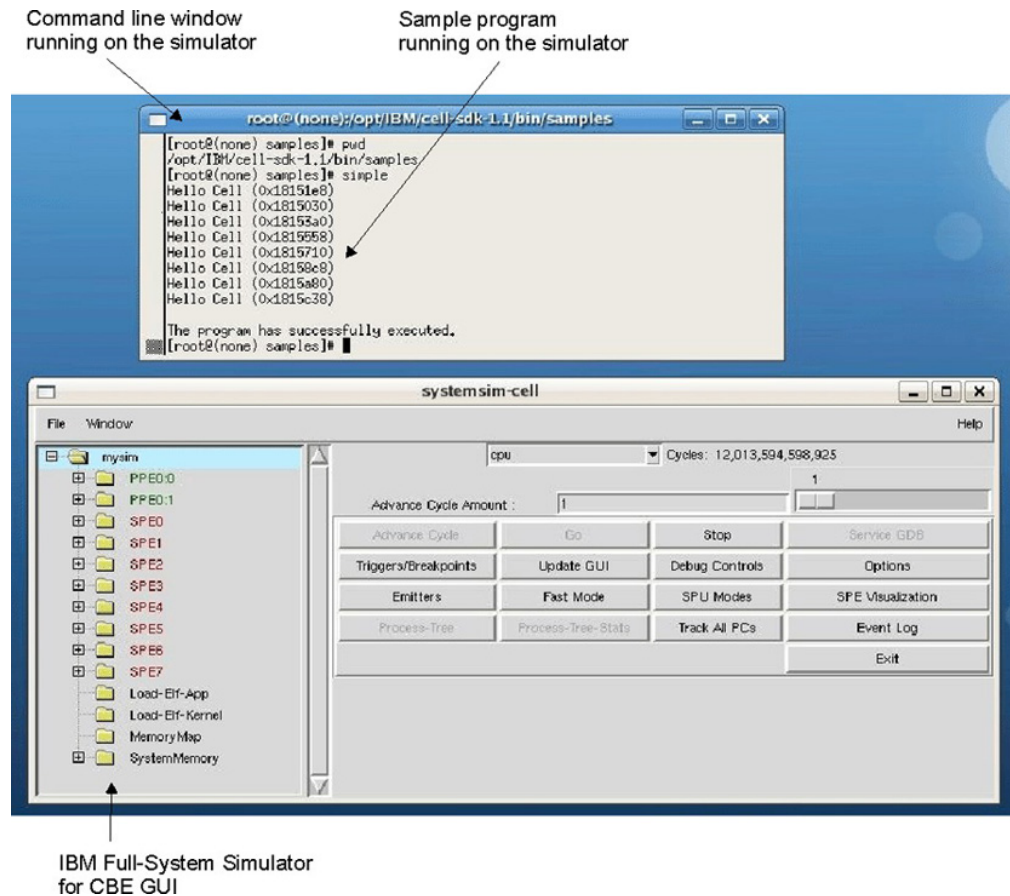 Command line window
running on the simulator
Sample program
running on the simulator
root@(none):/opt/IBM/cell-sdk-1.1/bin/samples
[root@(none) samples]# pwd
/opt/IBM/cell-sdk-1.1/bin/samples
[root@(none) samples]# simple
Hello Cell (0x18151e8)
Hello Cell (0x1815030)
Hello Cell (0x18153a0)
Hello Cell (0x1815558)
Hello Cell (0x1815710)
Hello Cell (0x18158c8)
Hello Cell (0x1815a80)
Hello Cell (0x1815c38)
The program has successfully executed.
[root@(none) samples]#
systemsim-cell
File Window Help
mysim
PPE0:0
PPE0:1
SPE0
SPE1
SPE2
SPE3
SPE4
SPE5
SPE6
SPE7
Load-Elf-App
Load-Elf-Kernel
MemoryMap
SystemMemory
cpu Cycles: 12,013,594,598,925
1
Advance Cycle Amount : 1
Advance Cycle Go Stop Service GDB
Triggers/Breakpoints Update GUI Debug Controls Options
Emitters Fast Mode SPU Modes SPE Visualization
Process-Tree Process-Tree-Stats Track All PCs Event Log
Exit
IBM Full-System Simulator
for CBE GUI